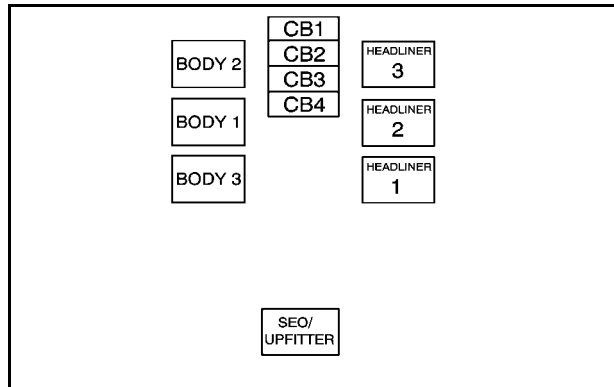 CB1
CB2
CB3
CB4
BODY 2
BODY 1
BODY 3
HEADLINER
3
HEADLINER
2
HEADLINER
1
SEO/
UPFITTER